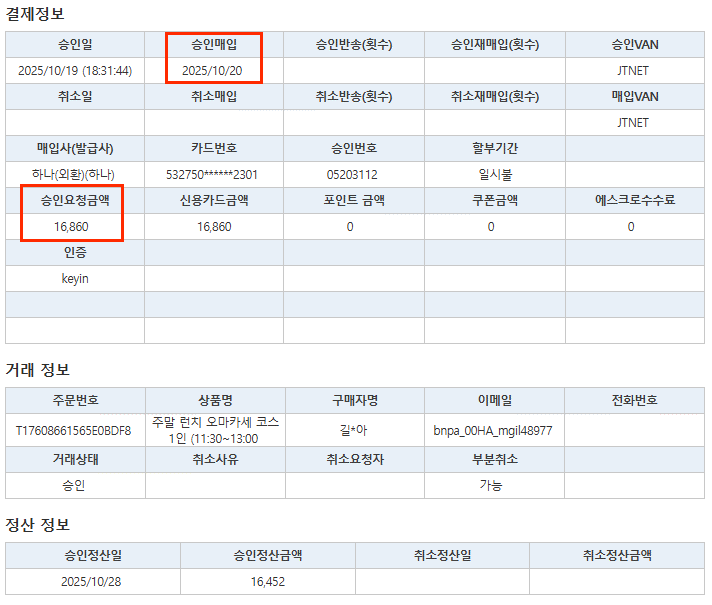 결제정보
승인일 승인매입 승인반송(횟수) 승인재매입(횟수) 승인VAN
2025/10/19 (18:31:44) 2025/10/20 JTNET
취소일 취소매입 취소반송(횟수) 취소재매입(횟수) 매입VAN
JTNET
매입사(발급사) 카드번호 승인번호 할부기간
하나(외환)(하나) 532750******2301 05203112 일시불
승인요청금액 신용카드금액 포인트 금액 쿠폰금액 에스크로수수료
16,860 16,860 0 0 0
인증
keyin
거래 정보
주문번호 상품명 구매자명 이메일 전화번호
T17608661565E0BDF8 주말 런치 오마카세 코스 길*아 bnpa_00HA_mgil48977
1인 (11:30~13:00
거래상태 취소사유 취소요청자 부분취소
승인 가능
정산 정보
승인정산일 승인정산금액 취소정산일 취소정산금액
2025/10/28 16,452